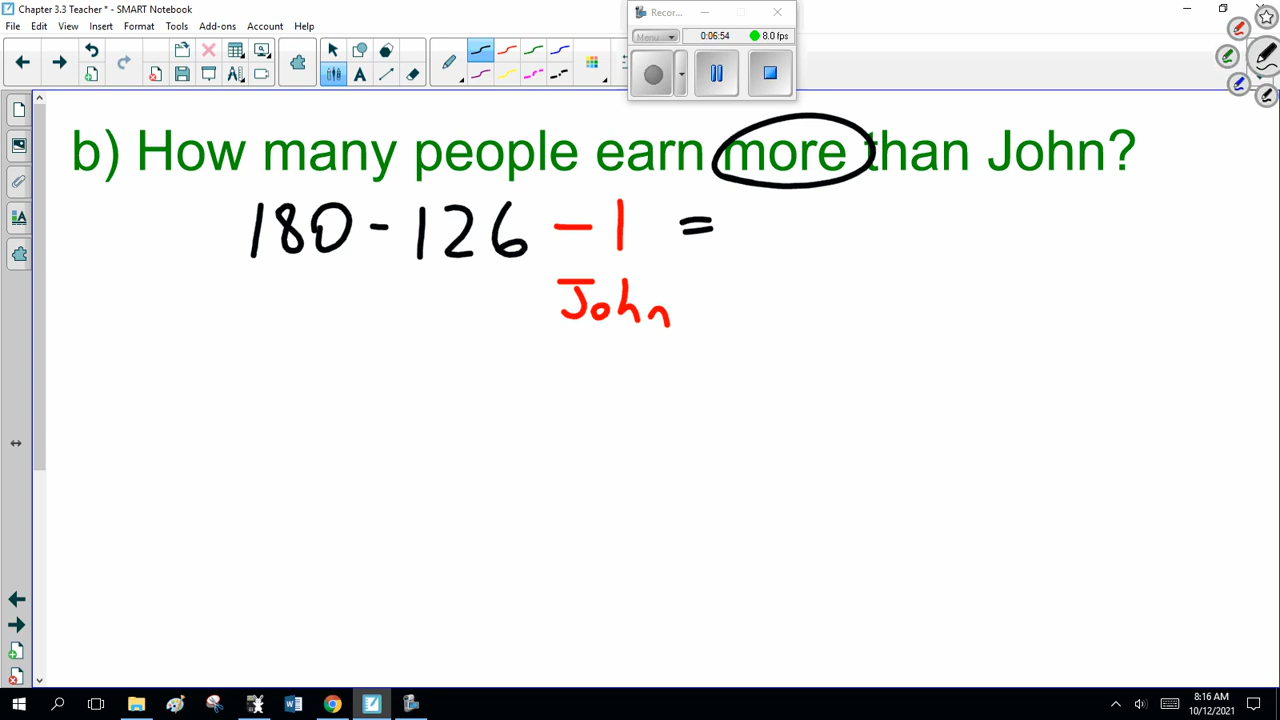 Chapter 3.3 Teacher * - SMART Notebook
File Edit View Insert Format Tools Add-ons Account Help
Recor...
Menu 0:06:54 8.0 fps
b) How many people earn more than John?
180 - 126 - 1 =
John
8:16 AM
10/12/2021